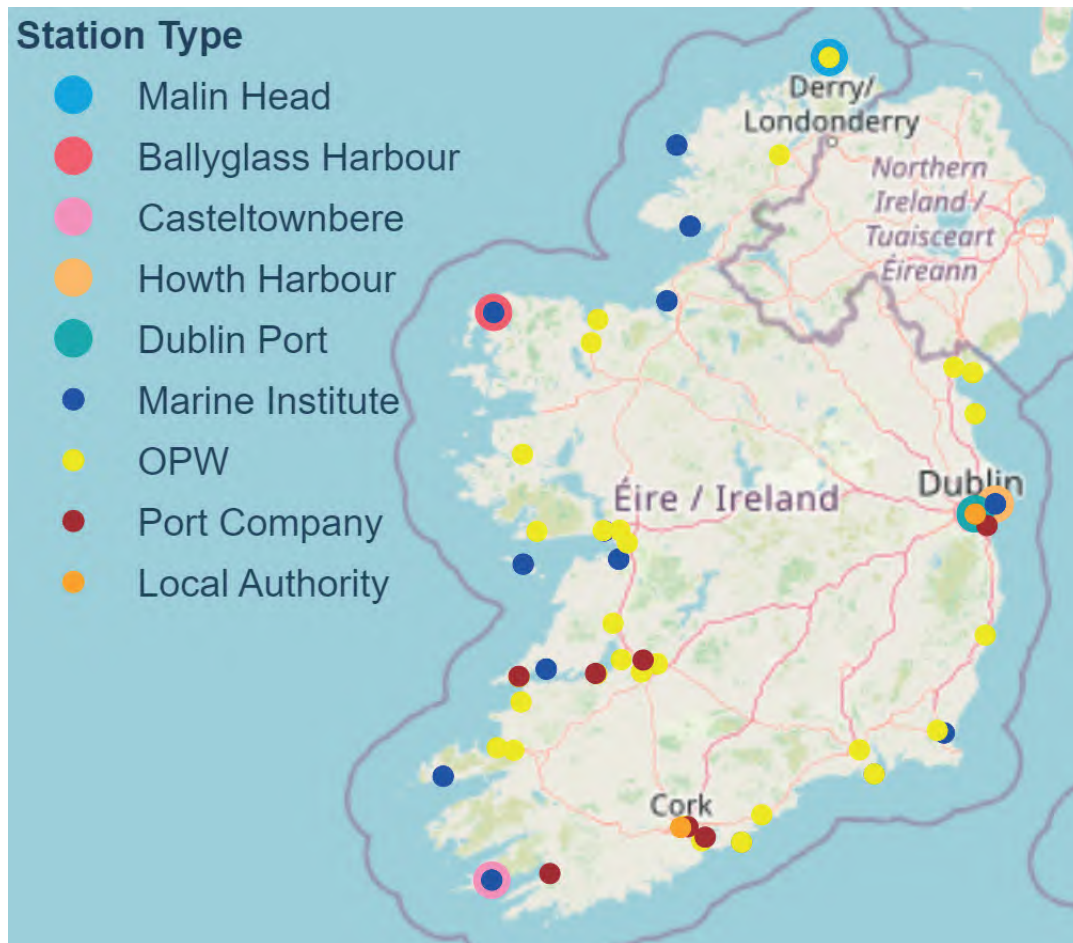 Station Type
Malin Head
Ballyglass Harbour
Casteltownbere
Howth Harbour
Dublin Port
Marine Institute
OPW
Port Company
Local Authority
Derry/
Londonderry
Northern
Ireland /
Tuaisceart
Éireann
Dublin
Éire / Ireland
Cork